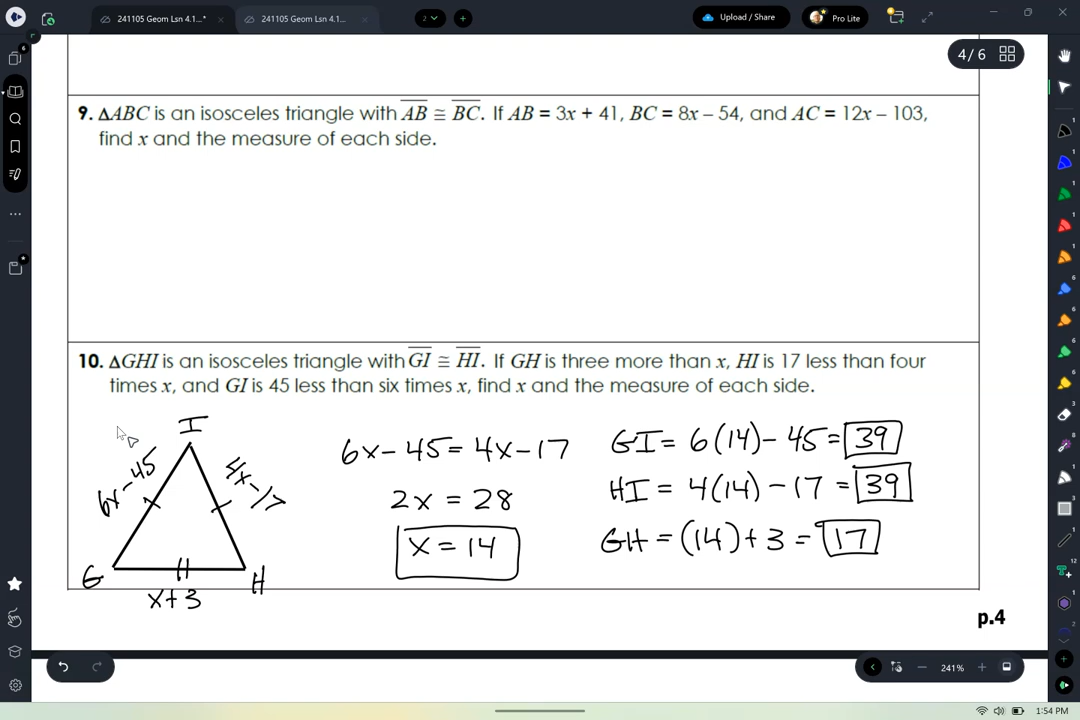 241105 Geom Lsn 4.1...*
241105 Geom Lsn 4.1...
2
Upload / Share
Pro Lite
4/6
9. ΔABC is an isosceles triangle with A̅B̅ ≅ B̅C̅. If AB = 3x + 41, BC = 8x – 54, and AC = 12x – 103,
find x and the measure of each side.
10. ΔGHI is an isosceles triangle with G̅I̅ ≅ H̅I̅. If GH is three more than x, HI is 17 less than four
times x, and GI is 45 less than six times x, find x and the measure of each side.
I
6x-45
4x-17
G
H
x+3
6x-45=4x-17
2x = 28
x = 14
GI = 6(14)-45 = 39
HI = 4(14)-17 = 39
GH = (14)+3 = 17
p.4
241%
1:54 PM